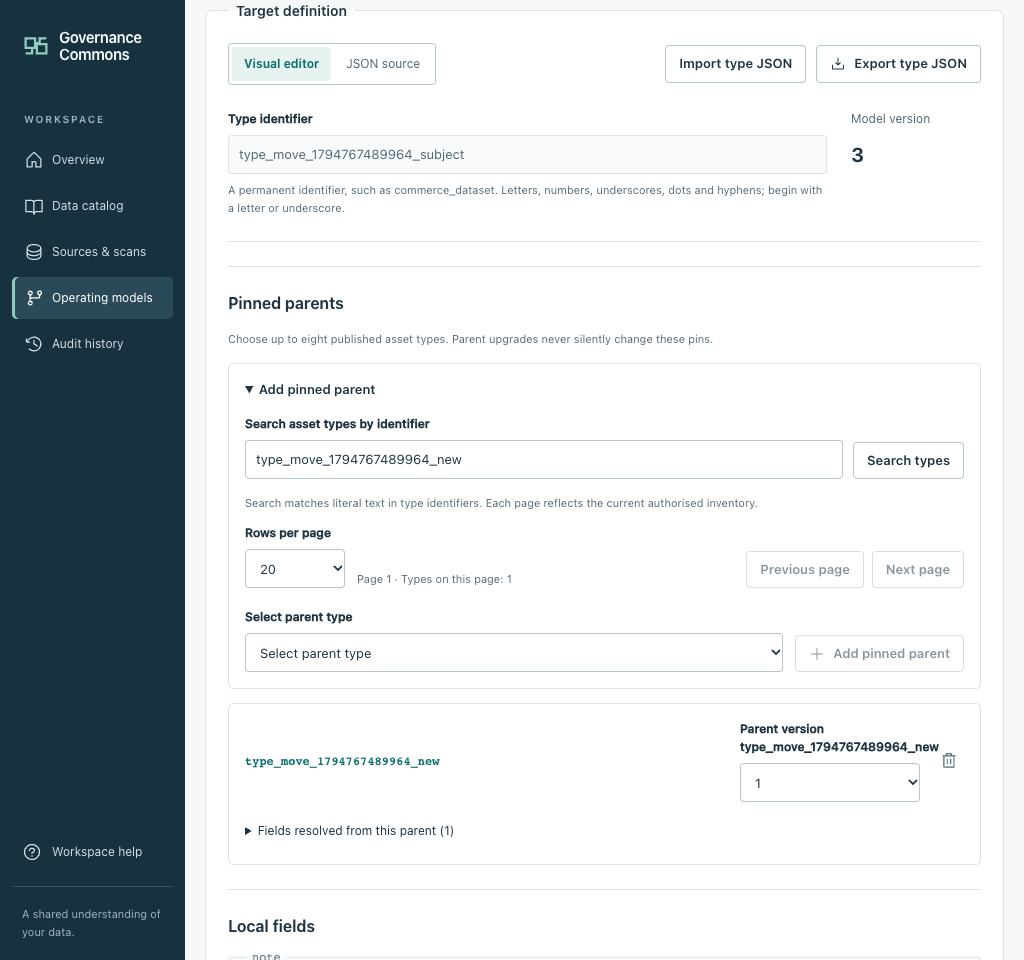 Governance
Commons
WORKSPACE
Overview
Data catalog
Sources & scans
Operating models
Audit history
Workspace help
A shared understanding of
your data.
Target definition
Visual editor
JSON source
Import type JSON
Export type JSON
Type identifier
Model version
type_move_1794767489964_subject
3
A permanent identifier, such as commerce_dataset. Letters, numbers, underscores, dots and hyphens; begin with
a letter or underscore.
Pinned parents
Choose up to eight published asset types. Parent upgrades never silently change these pins.
Add pinned parent
Search asset types by identifier
type_move_1794767489964_new
Search types
Search matches literal text in type identifiers. Each page reflects the current authorised inventory.
Rows per page
20
Page 1 · Types on this page: 1
Previous page
Next page
Select parent type
Select parent type
Add pinned parent
Parent version
type_move_1794767489964_new
type_move_1794767489964_new
1
Fields resolved from this parent (1)
Local fields
note